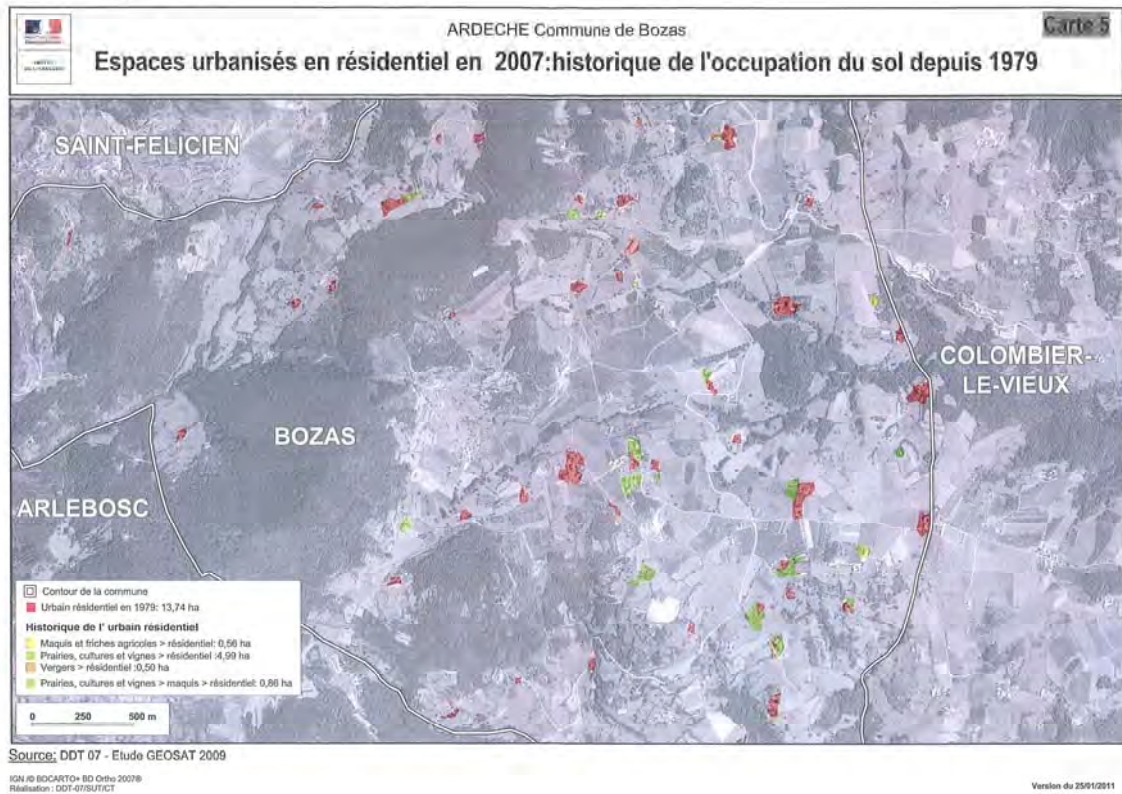 ARDECHE Commune de Bozas
Carte 5
Espaces urbanisés en résidentiel en 2007:historique de l'occupation du sol depuis 1979
SAINT-FELICIEN
COLOMBIER-
LE-VIEUX
BOZAS
ARLEBOSC
Contour de la commune
Urbain résidentiel en 1979: 13,74 ha
Historique de l' urbain résidentiel
Maquis et friches agricoles > résidentiel: 0,56 ha
Prairies, cultures et vignes > résidentiel :4,99 ha
Vergers > résidentiel :0,50 ha
Prairies, cultures et vignes > maquis > résidentiel: 0,86 ha
0 250 500 m
Source: DDT 07 - Etude GEOSAT 2009
IGN /© BDCARTO+ BD Ortho 2007®
Réalisation : DDT-07/SUT/CT
Version du 25/01/2011